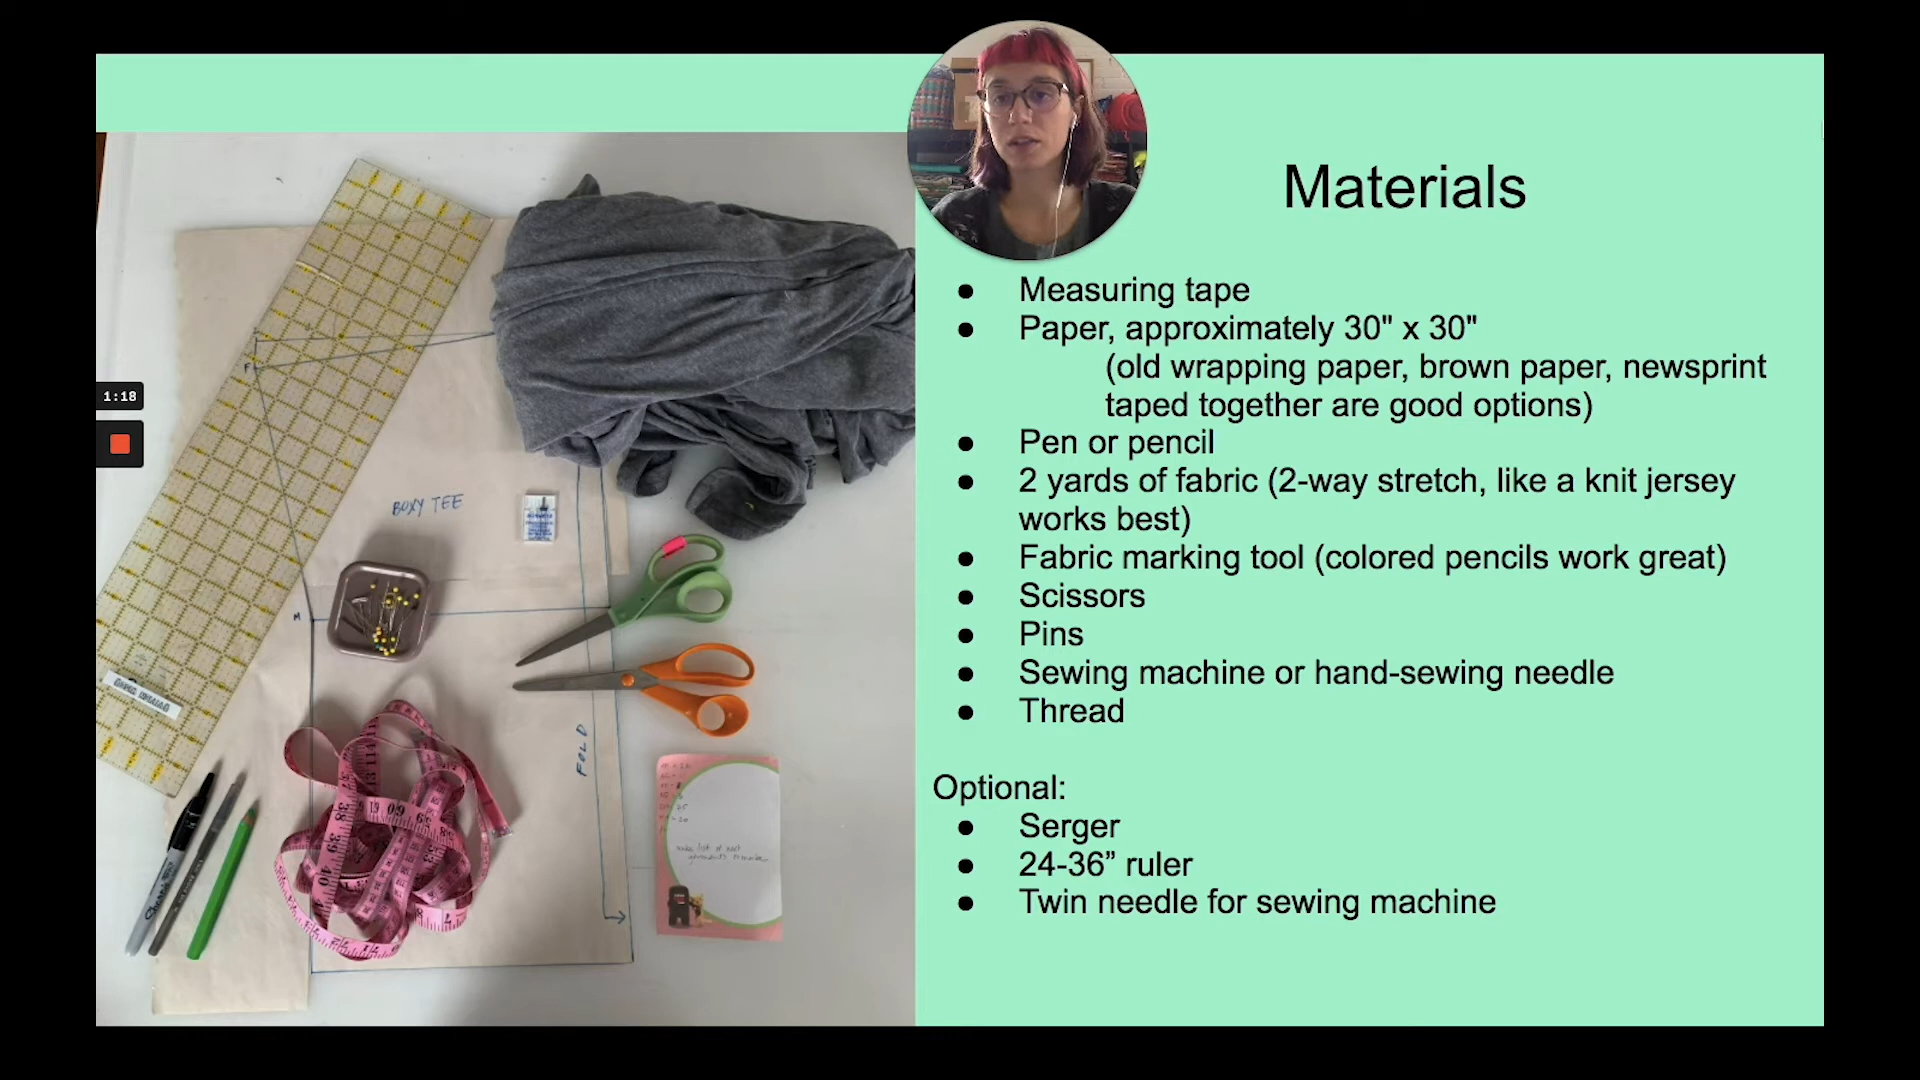 Materials
● Measuring tape
● Paper, approximately 30" x 30"
(old wrapping paper, brown paper, newsprint
taped together are good options)
● Pen or pencil
● 2 yards of fabric (2-way stretch, like a knit jersey
works best)
● Fabric marking tool (colored pencils work great)
● Scissors
● Pins
● Sewing machine or hand-sewing needle
● Thread
Optional:
● Serger
● 24-36” ruler
● Twin needle for sewing machine
1:18
BOXY TEE
M
FOLD
Sharpie